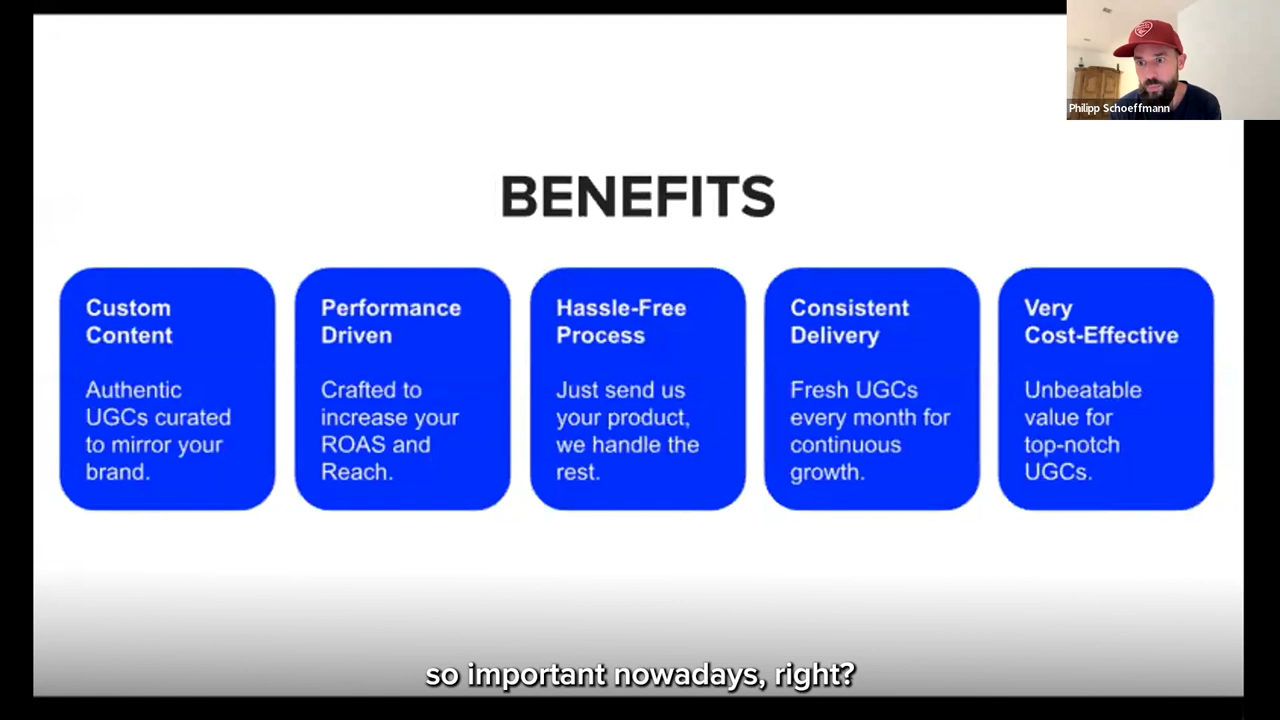 Philipp Schoeffmann
BENEFITS
Custom
Content
Authentic
UGCs curated
to mirror your
brand.
Performance
Driven
Crafted to
increase your
ROAS and
Reach.
Hassle-Free
Process
Just send us
your product,
we handle the
rest.
Consistent
Delivery
Fresh UGCs
every month for
continuous
growth.
Very
Cost-Effective
Unbeatable
value for
top-notch
UGCs.
so important nowadays, right?